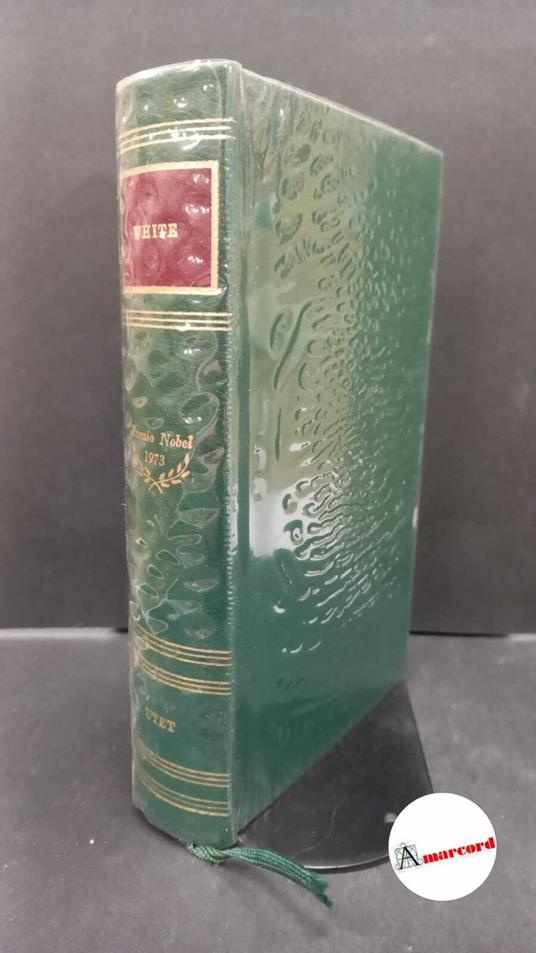 WHITE
Premio Nobel
1973
UTET
Amarcord